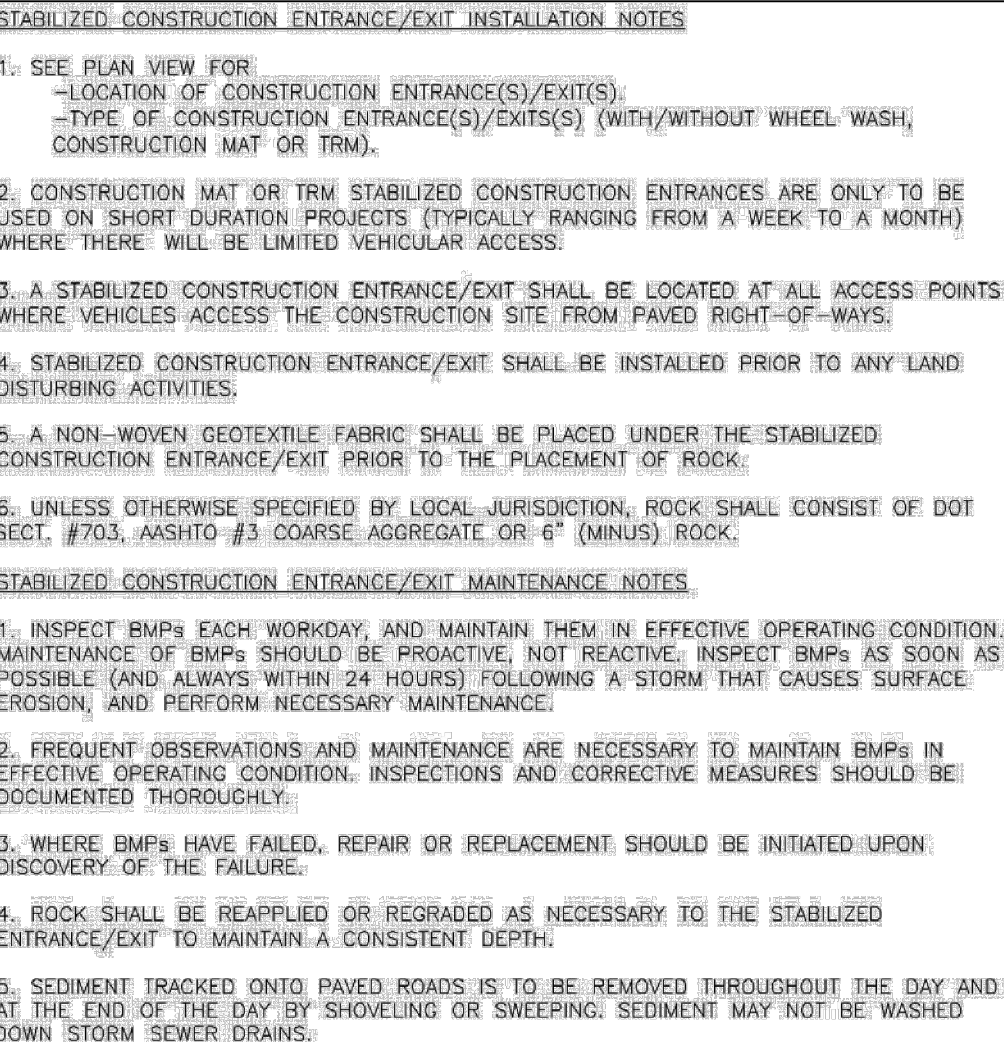 STABILIZED CONSTRUCTION ENTRANCE/EXIT INSTALLATION NOTES
1. SEE PLAN VIEW FOR
-LOCATION OF CONSTRUCTION ENTRANCE(S)/EXIT(S).
-TYPE OF CONSTRUCTION ENTRANCE(S)/EXITS(S) (WITH/WITHOUT WHEEL WASH,
CONSTRUCTION MAT OR TRM).
2. CONSTRUCTION MAT OR TRM STABILIZED CONSTRUCTION ENTRANCES ARE ONLY TO BE
USED ON SHORT DURATION PROJECTS (TYPICALLY RANGING FROM A WEEK TO A MONTH)
WHERE THERE WILL BE LIMITED VEHICULAR ACCESS.
3. A STABILIZED CONSTRUCTION ENTRANCE/EXIT SHALL BE LOCATED AT ALL ACCESS POINTS
WHERE VEHICLES ACCESS THE CONSTRUCTION SITE FROM PAVED RIGHT-OF-WAYS.
4. STABILIZED CONSTRUCTION ENTRANCE/EXIT SHALL BE INSTALLED PRIOR TO ANY LAND
DISTURBING ACTIVITIES.
5. A NON-WOVEN GEOTEXTILE FABRIC SHALL BE PLACED UNDER THE STABILIZED
CONSTRUCTION ENTRANCE/EXIT PRIOR TO THE PLACEMENT OF ROCK.
6. UNLESS OTHERWISE SPECIFIED BY LOCAL JURISDICTION, ROCK SHALL CONSIST OF DOT
SECT. #703, AASHTO #3 COARSE AGGREGATE OR 6" (MINUS) ROCK.
STABILIZED CONSTRUCTION ENTRANCE/EXIT MAINTENANCE NOTES
1. INSPECT BMPs EACH WORKDAY, AND MAINTAIN THEM IN EFFECTIVE OPERATING CONDITION.
MAINTENANCE OF BMPs SHOULD BE PROACTIVE, NOT REACTIVE. INSPECT BMPs AS SOON AS
POSSIBLE (AND ALWAYS WITHIN 24 HOURS) FOLLOWING A STORM THAT CAUSES SURFACE
EROSION, AND PERFORM NECESSARY MAINTENANCE.
2. FREQUENT OBSERVATIONS AND MAINTENANCE ARE NECESSARY TO MAINTAIN BMPs IN
EFFECTIVE OPERATING CONDITION. INSPECTIONS AND CORRECTIVE MEASURES SHOULD BE
DOCUMENTED THOROUGHLY.
3. WHERE BMPs HAVE FAILED, REPAIR OR REPLACEMENT SHOULD BE INITIATED UPON
DISCOVERY OF THE FAILURE.
4. ROCK SHALL BE REAPPLIED OR REGRADED AS NECESSARY TO THE STABILIZED
ENTRANCE/EXIT TO MAINTAIN A CONSISTENT DEPTH.
5. SEDIMENT TRACKED ONTO PAVED ROADS IS TO BE REMOVED THROUGHOUT THE DAY AND
AT THE END OF THE DAY BY SHOVELING OR SWEEPING. SEDIMENT MAY NOT BE WASHED
DOWN STORM SEWER DRAINS.